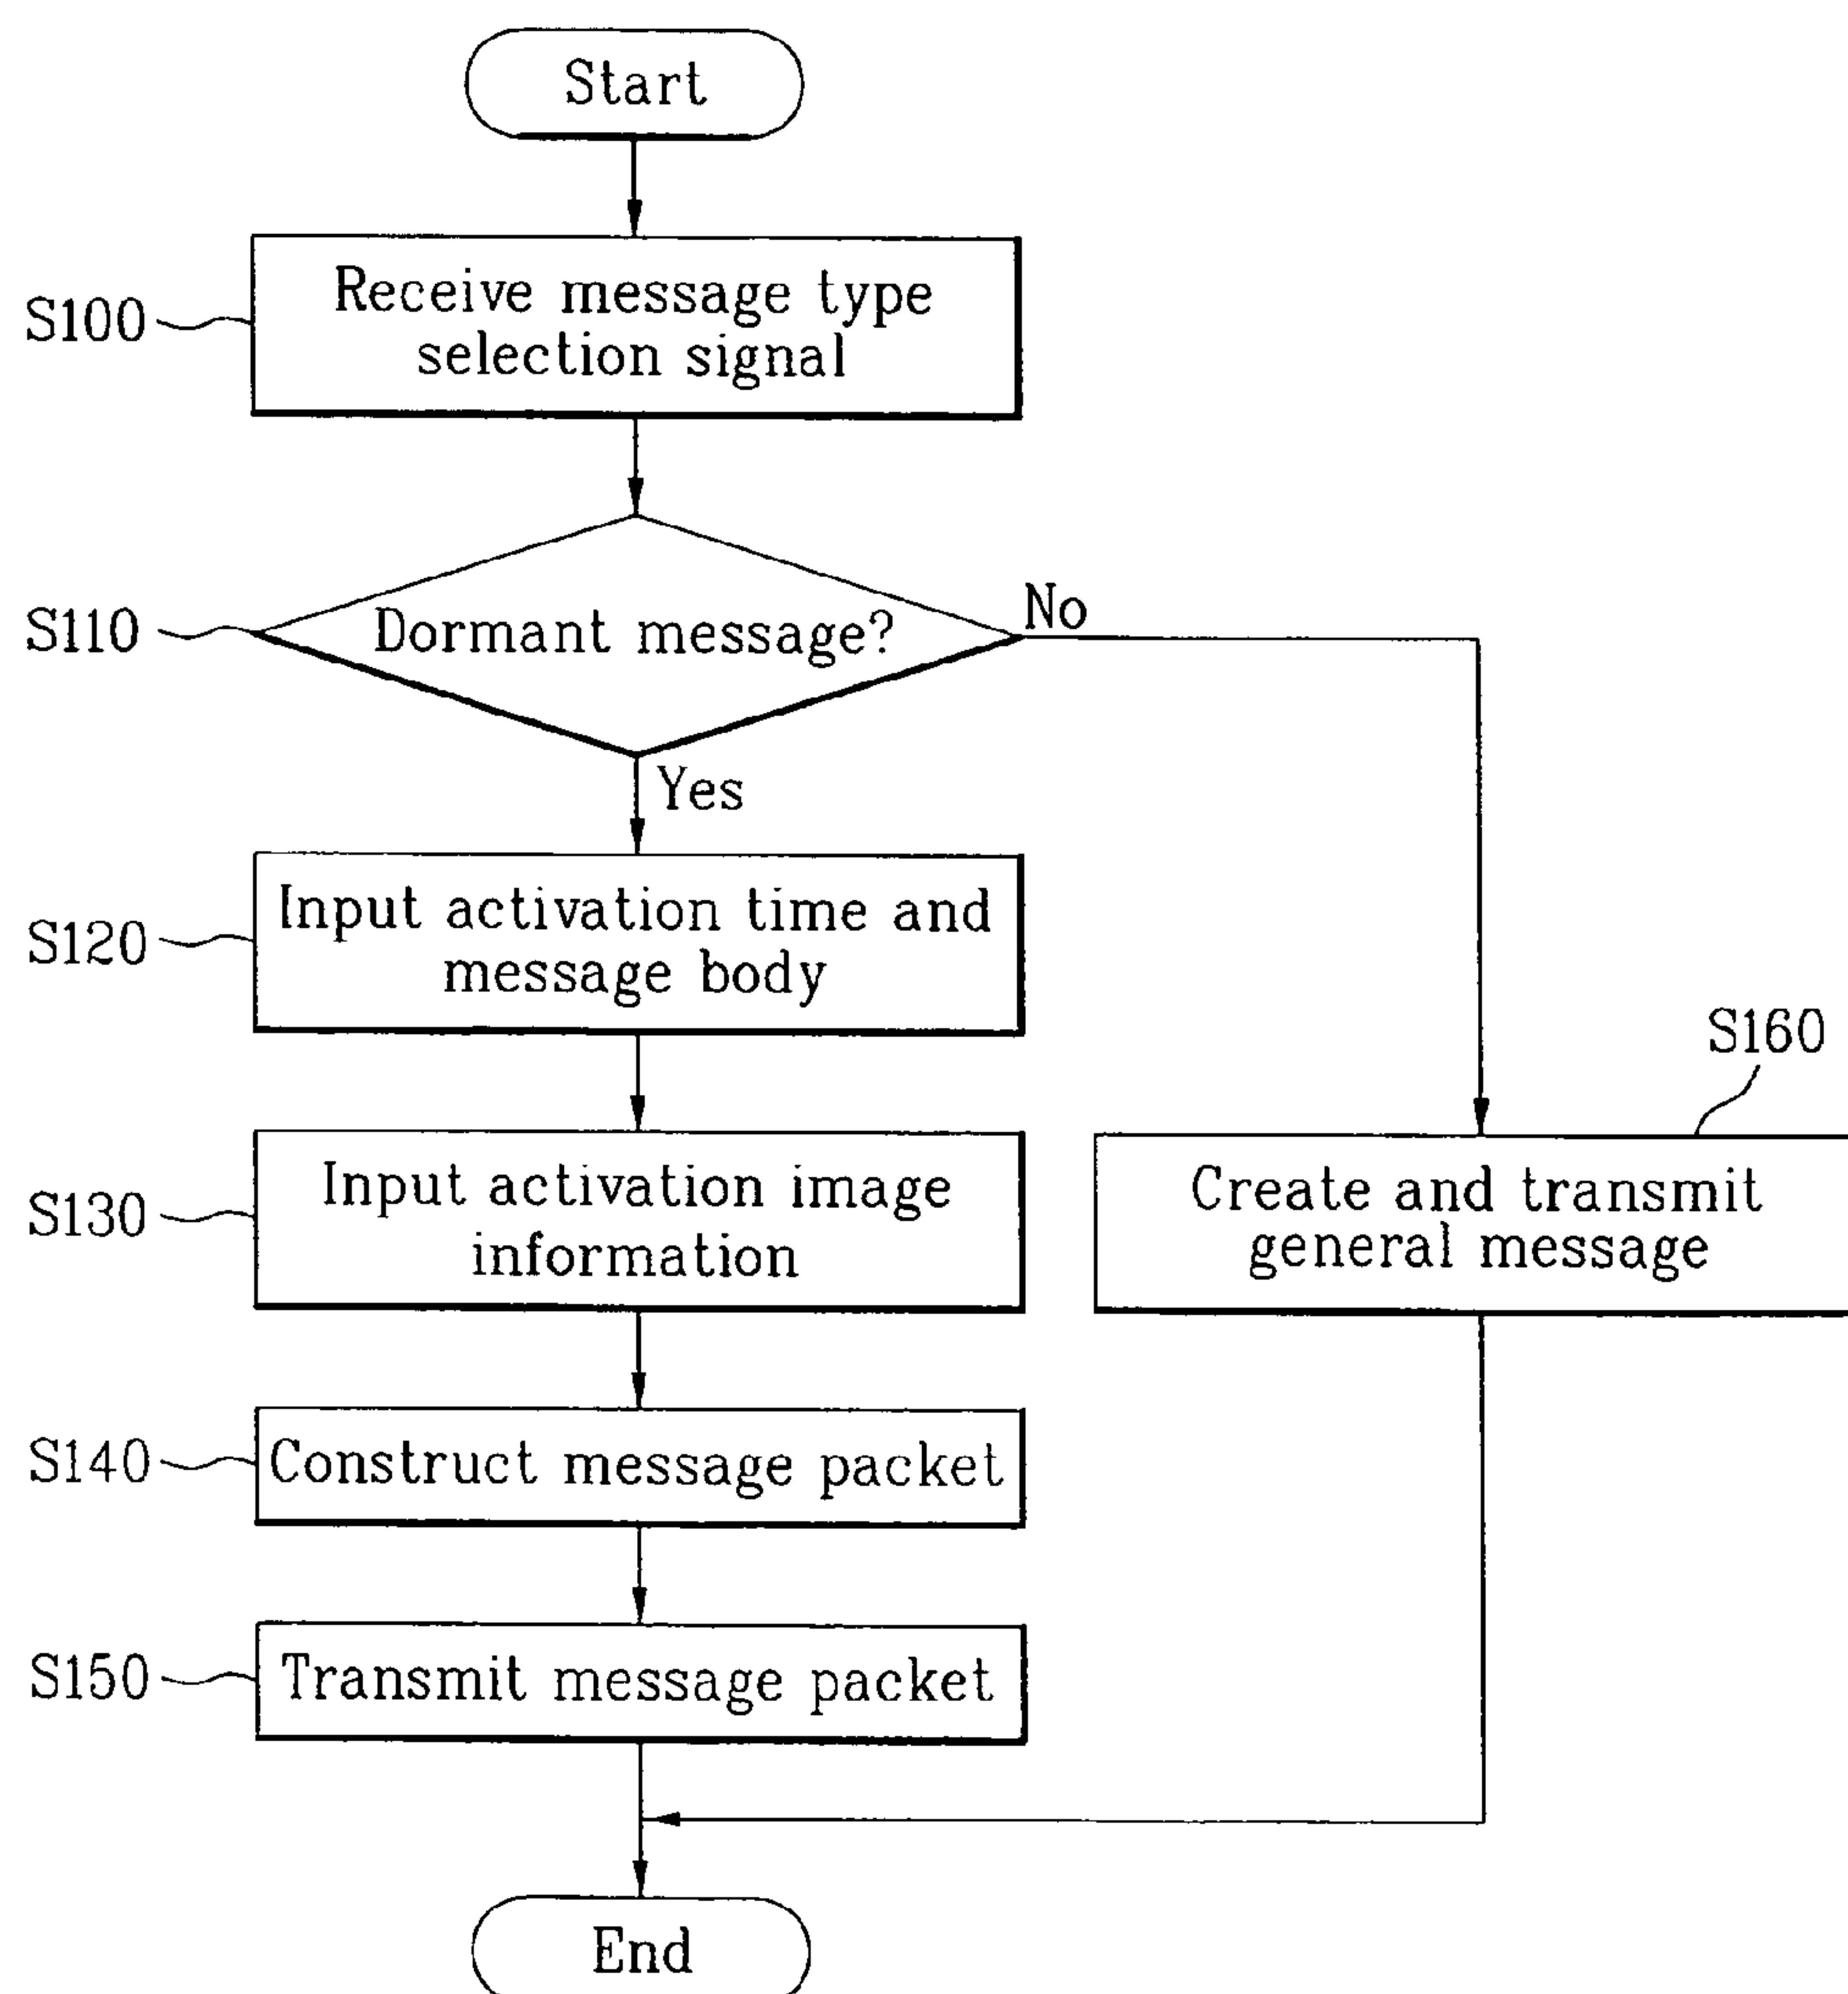 Start
S100
Receive message type
selection signal
S110
Dormant message?
No
Yes
S120
Input activation time and
message body
S160
S130
Input activation image
information
Create and transmit
general message
S140
Construct message packet
S150
Transmit message packet
End